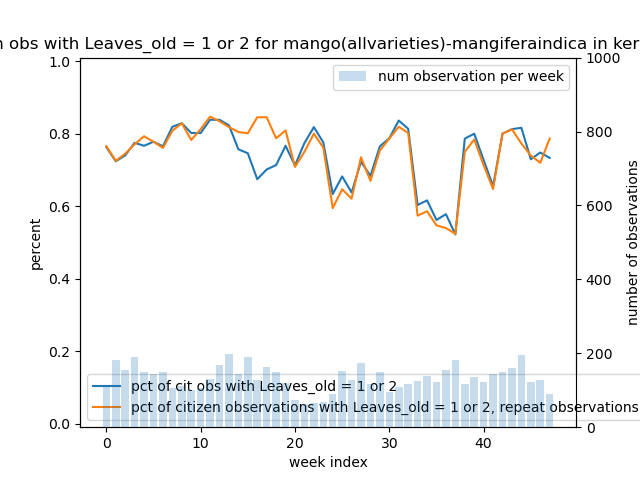 obs with Leaves_old = 1 or 2 for mango(allvarieties)-mangiferaindica in ker
num observation per week
1.0
0.8
0.6
0.4
0.2
0.0
percent
1000
800
600
400
200
0
number of observations
pct of cit obs with Leaves_old = 1 or 2
pct of citizen observations with Leaves_old = 1 or 2, repeat observations
0 10 20 30 40
week index